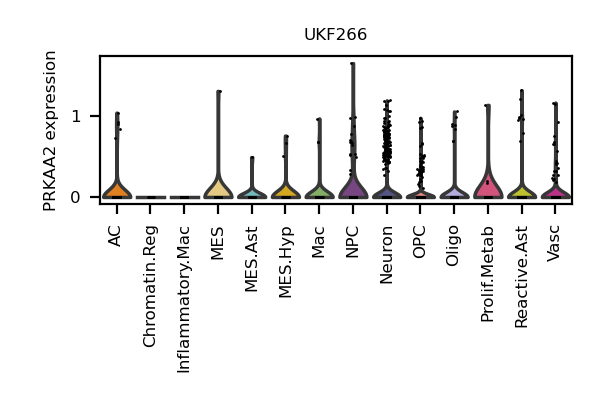 UKF266
PRKAA2 expression
1
0
AC
Chromatin.Reg
Inflammatory.Mac
MES
MES.Ast
MES.Hyp
Mac
NPC
Neuron
OPC
Oligo
Prolif.Metab
Reactive.Ast
Vasc